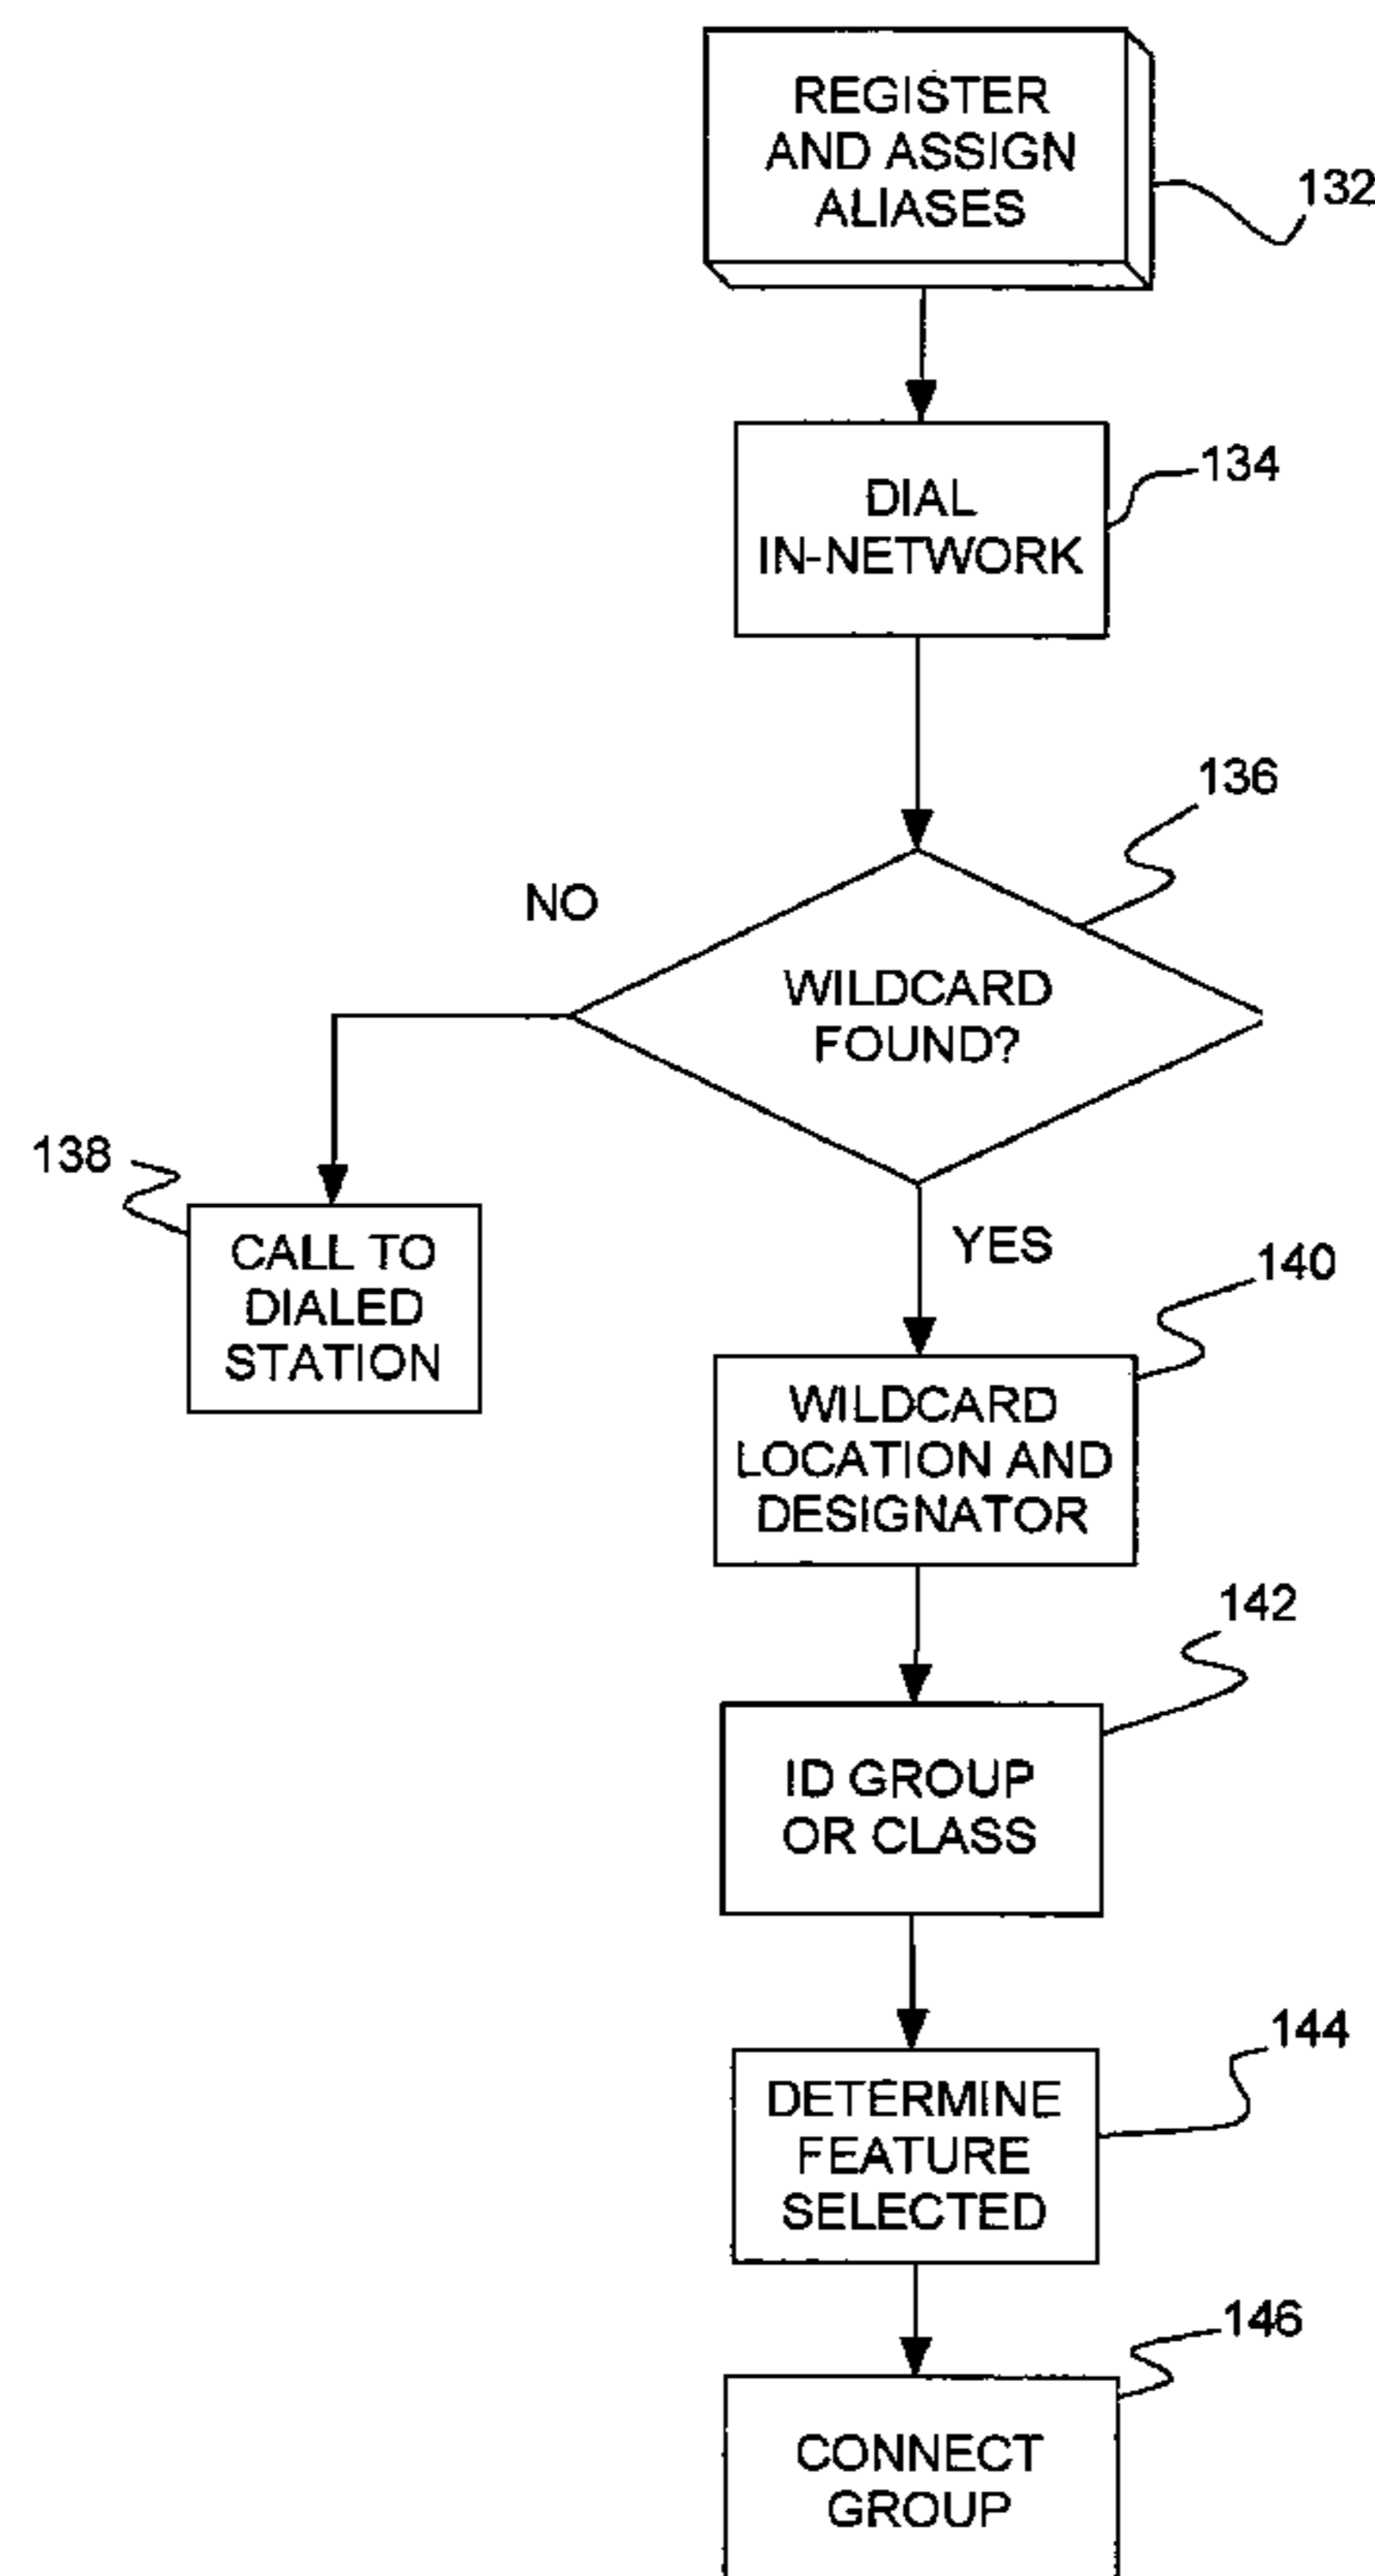 REGISTER
AND ASSIGN
ALIASES
132
DIAL
IN-NETWORK
134
136
NO
WILDCARD
FOUND?
138
CALL TO
DIALED
STATION
YES
140
WILDCARD
LOCATION AND
DESIGNATOR
142
ID GROUP
OR CLASS
144
DETERMINE
FEATURE
SELECTED
146
CONNECT
GROUP